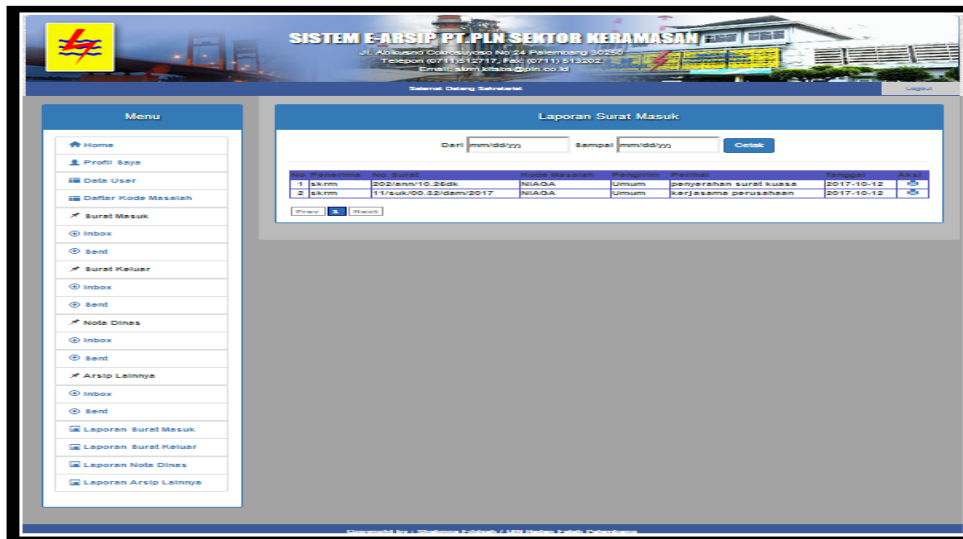 SISTEM E-ARSIP PT.PLN SEKTOR KERAMASAN
Jl. Abikusno Cokrosuyoso No 24 Palembang 30258
Telepon (0711)512717, Fax: (0711) 513202
Selamat Datang Sekretariat
Logout
Menu
Home
Profil Saya
Data User
Daftar Kode Masalah
Surat Masuk
Inbox
Sent
Surat Keluar
Inbox
Sent
Nota Dinas
Inbox
Sent
Arsip Lainnya
Inbox
Sent
Laporan Surat Masuk
Laporan Surat Keluar
Laporan Nota Dinas
Laporan Arsip Lainnya
Laporan Surat Masuk
Dari mm/dd/yyy Sampai mm/dd/yyy Cetak
No Penerima No Surat Kode Masalah Pengirim Perihal Tanggal Aksi
1 skrm 202/ann/10.26dk NIAGA Umum penyerahan surat kuasa 2017-10-12
2 skrm 11/suk/00.32/dam/2017 NIAGA Umum kerjasama perusahaan 2017-10-12
Prev 1 Next